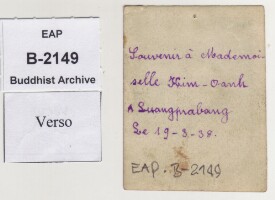 EAP
B-2149
Buddhist Archive
Verso
Souvenir à Mademoi-
selle Kim-Oanh
à Luangprabang
Le 19-3-38.
EAP. B-2149